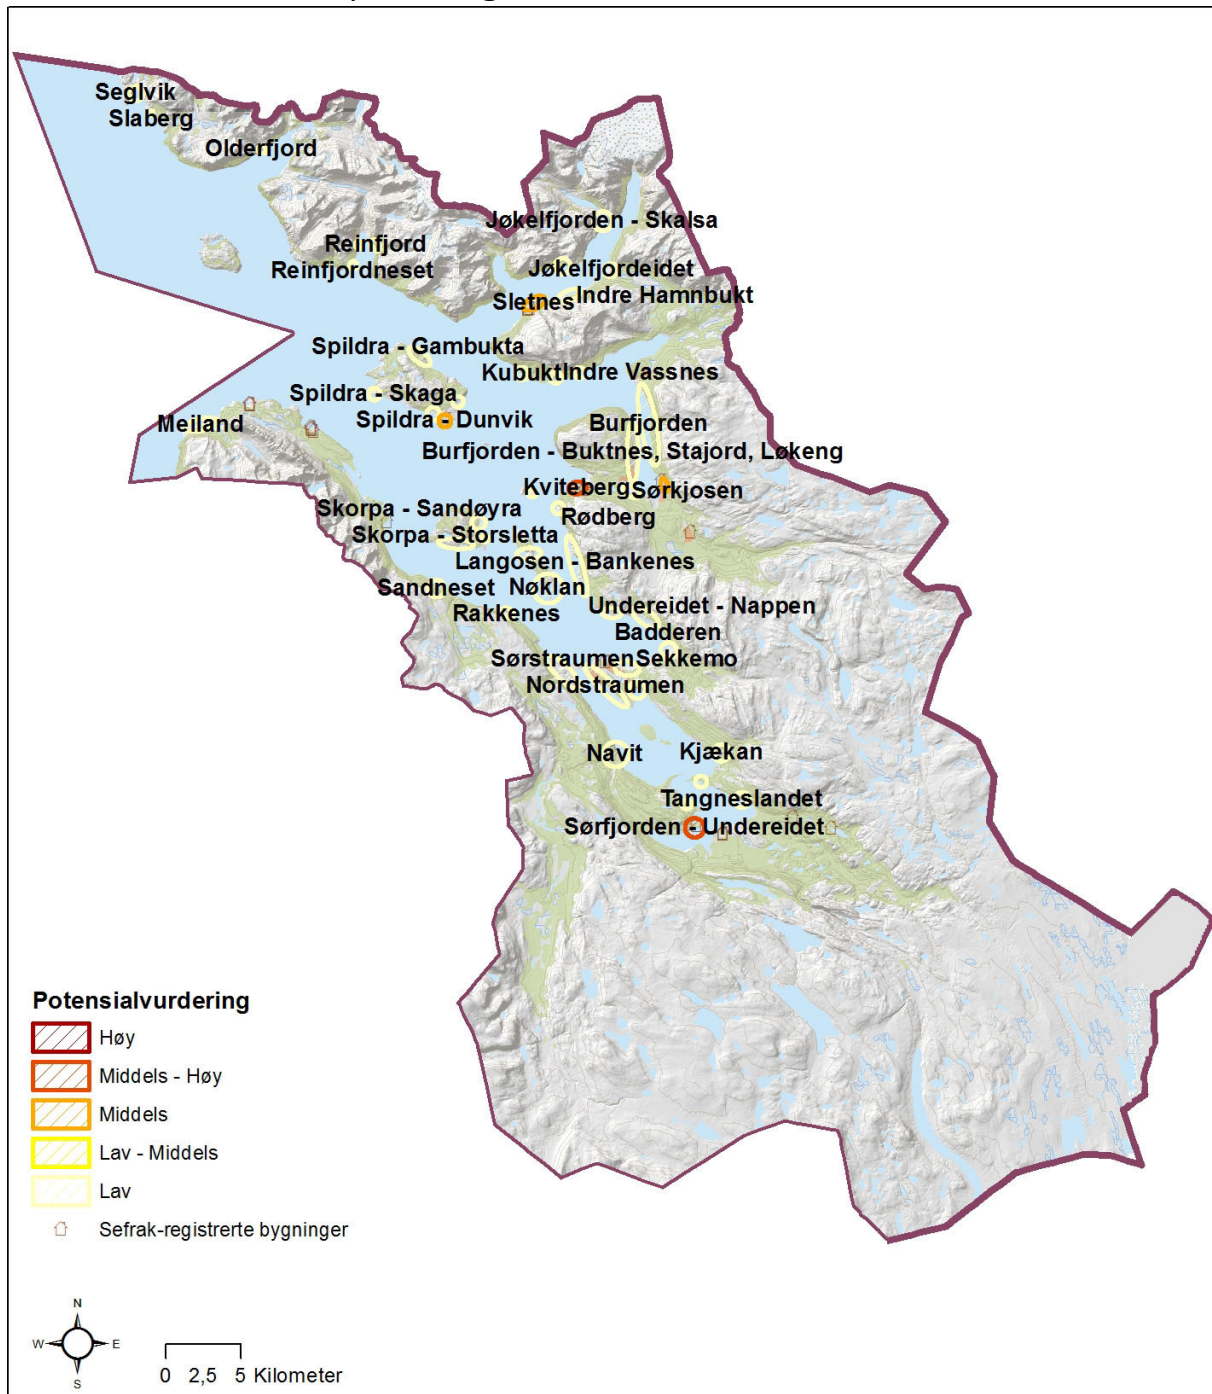 Seglvik
Slaberg
Olderfjord
Jøkelfjorden - Skalsa
Reinfjord
Reinfjordneset
Jøkelfjordeidet
Sletnes
Indre Hamnbukt
Spildra - Gambukta
Kubukt
Indre Vassnes
Spildra - Skaga
Meiland
Spildra - Dunvik
Burfjorden
Burfjorden - Buktnes, Stajord, Løkeng
Kviteberg
Sørkjosen
Skorpa - Sandøyra
Rødberg
Skorpa - Storsletta
Langosen - Bankenes
Sandneset
Nøklan
Rakkenes
Undereidet - Nappen
Badderen
Sørstraumen
Sekkemo
Nordstraumen
Navit
Kjækan
Tangneslandet
Sørfjorden - Undereidet
Potensialvurdering
Høy
Middels - Høy
Middels
Lav - Middels
Lav
Sefrak-registrerte bygninger
N
W
E
S
0 2,5 5 Kilometer